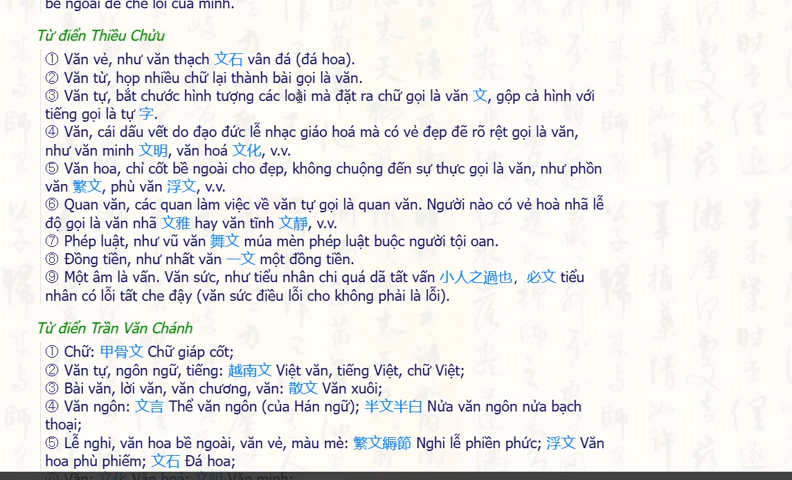 bề ngoài để che lỗi của mình.
Từ điển Thiều Chửu
① Văn vẻ, như văn thạch 文石 vân đá (đá hoa).
② Văn từ, họp nhiều chữ lại thành bài gọi là văn.
③ Văn tự, bắt chước hình tượng các loài mà đặt ra chữ gọi là văn 文, gộp cả hình với
tiếng gọi là tự 字.
④ Văn, cái dấu vết do đạo đức lễ nhạc giáo hoá mà có vẻ đẹp đẽ rõ rệt gọi là văn,
như văn minh 文明, văn hoá 文化, v.v.
⑤ Văn hoa, chỉ cốt bề ngoài cho đẹp, không chuộng đến sự thực gọi là văn, như phồn
văn 繁文, phù văn 浮文, v.v.
⑥ Quan văn, các quan làm việc về văn tự gọi là quan văn. Người nào có vẻ hoà nhã lễ
độ gọi là văn nhã 文雅 hay văn tĩnh 文靜, v.v.
⑦ Phép luật, như vũ văn 舞文 múa mèn phép luật buộc người tội oan.
⑧ Đồng tiền, như nhất văn 一文 một đồng tiền.
⑨ Một âm là vấn. Văn sức, như tiểu nhân chi quá dã tất vấn 小人之過也，必文 tiểu
nhân có lỗi tất che đậy (văn sức điều lỗi cho không phải là lỗi).
Từ điển Trần Văn Chánh
① Chữ: 甲骨文 Chữ giáp cốt;
② Văn tự, ngôn ngữ, tiếng: 越南文 Việt văn, tiếng Việt, chữ Việt;
③ Bài văn, lời văn, văn chương, văn: 散文 Văn xuôi;
④ Văn ngôn: 文言 Thể văn ngôn (của Hán ngữ); 半文半白 Nửa văn ngôn nửa bạch
thoại;
⑤ Lễ nghi, văn hoa bề ngoài, văn vẻ, màu mè: 繁文縟節 Nghi lễ phiền phức; 浮文 Văn
hoa phù phiếm; 文石 Đá hoa;
⑥ Văn: 文化 Văn hoá; 文明 Văn minh;